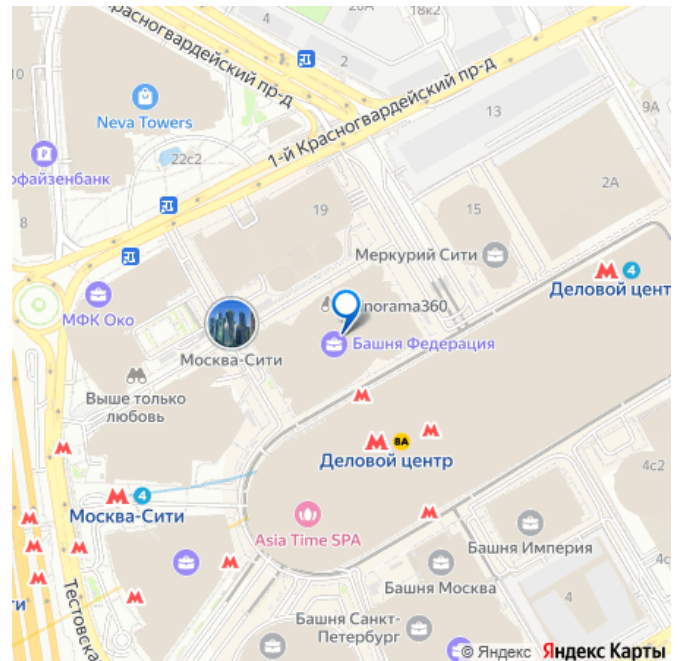 20А
18к2
Красногвардейский пр-д
2
10
Neva Towers
13
9А
1-й Красногвардейский пр-д
22с2
офайзенбанк
2А
8
19
15
Меркурий Сити
4
Деловой цент
МФК Око
norama360
Москва-Сити
Башня Федерация
Выше только
любовь
8А
Деловой центр
4с2
4
Москва-Сити
Asia Time SPA
Башня Империя
4с
Башня Москва
4
Тестовска
ти
Башня Санкт-
Петербург
© Яндекс Яндекс Карты